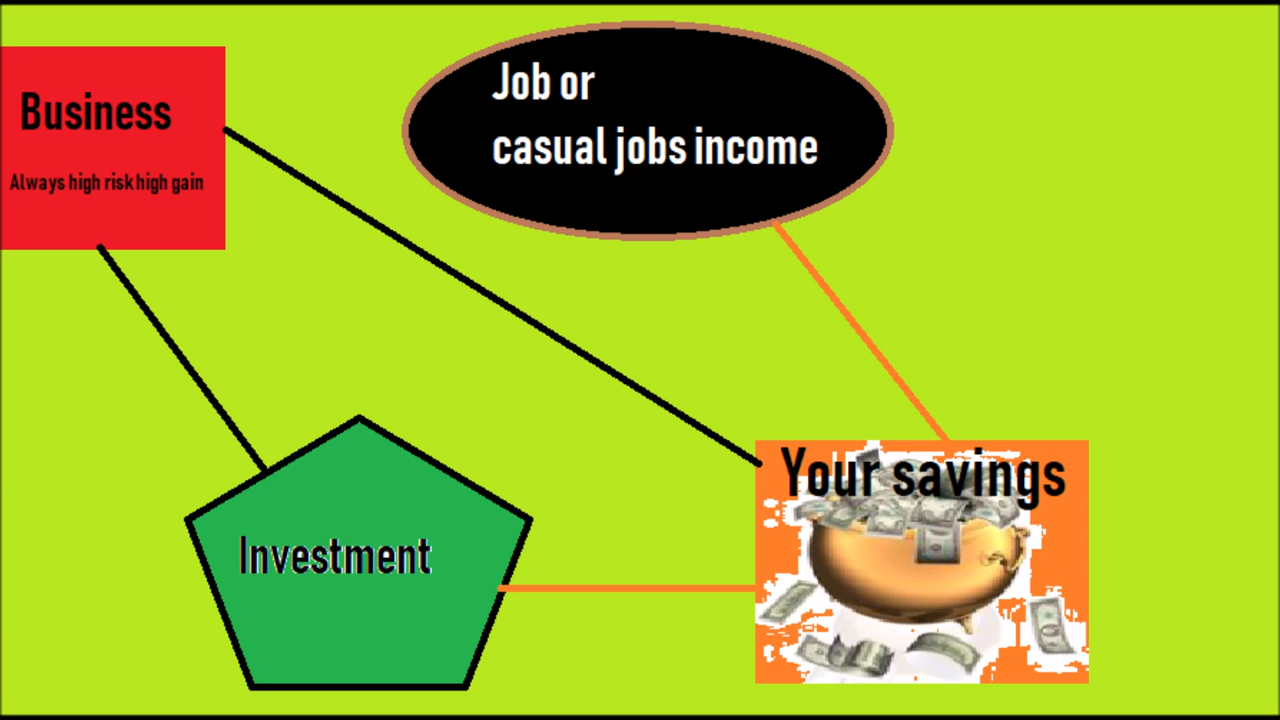 Business
Always high risk high gain
Job or
casual jobs income
Investment
Your savings